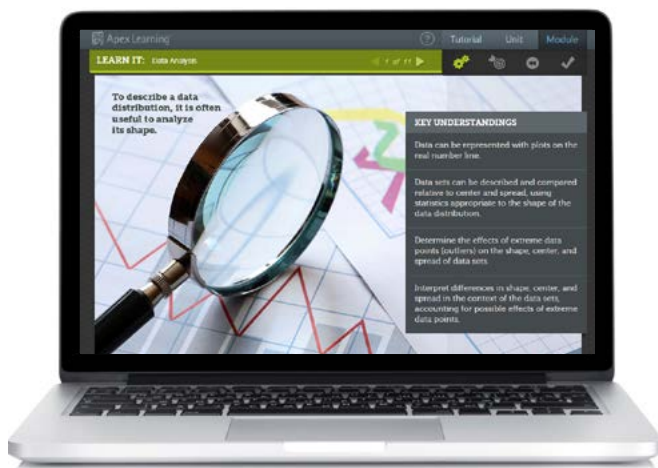 Apex Learning
? Tutorial Unit Module
LEARN IT: Data Analysis
1 of 11
To describe a data
distribution, it is often
useful to analyze
its shape.
KEY UNDERSTANDINGS
Data can be represented with plots on the
real number line.
Data sets can be described and compared
relative to center and spread, using
statistics appropriate to the shape of the
data distribution.
Determine the effects of extreme data
points (outliers) on the shape, center, and
spread of data sets
Interpret differences in shape, center, and
spread in the context of the data sets,
accounting for possible effects of extreme
data points.